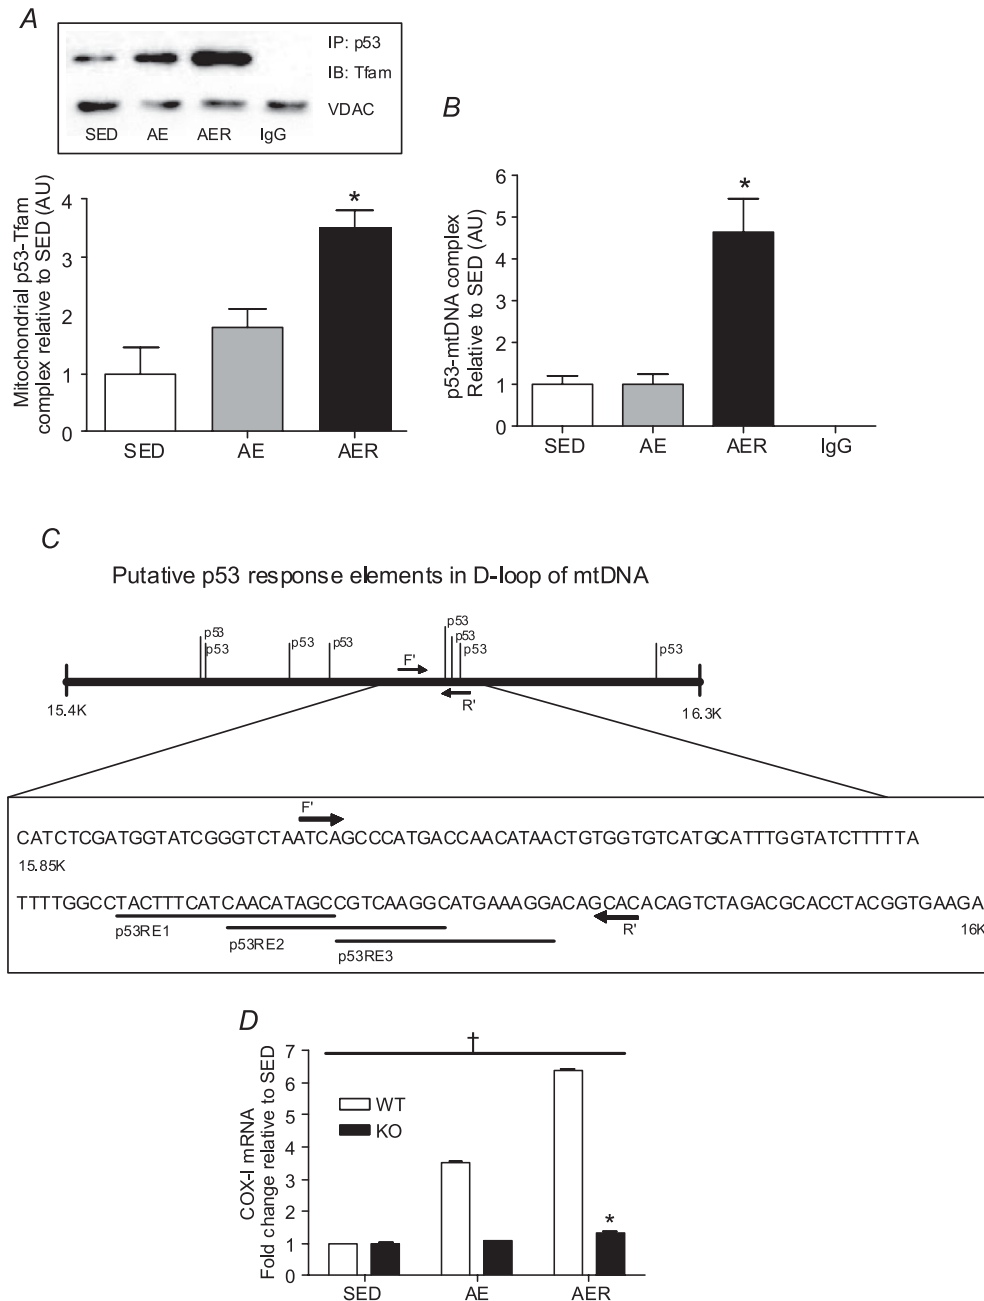 A
IP: p53
IB: Tfam
VDAC
SED AE AER IgG
Mitochondrial p53-Tfam
complex relative to SED (AU)
4
3
2
1
0
*
SED AE AER
B
p53-mtDNA complex
Relative to SED (AU)
6
5
4
3
2
1
0
*
SED AE AER IgG
C
Putative p53 response elements in D-loop of mtDNA
p53
p53
p53
p53
p53
p53
p53
p53
F'
R'
15.4K
16.3K
F'
CATCTCGATGGTATCGGGTCTAATCAGCCCATGACCAACATAACTGTGGTGTCATGCATTTGGTATCTTTTTA
15.85K
TTTTGGCCTACTTTCATCAACATAGCCGTCAAGGCATGAAAGGACAGCACACAGTCTAGACGCACCTACGGTGAAGA
p53RE1
p53RE2
p53RE3
R'
16K
D
COX-I mRNA
Fold change relative to SED
7
6
5
4
3
2
1
0
†
WT
KO
*
SED AE AER